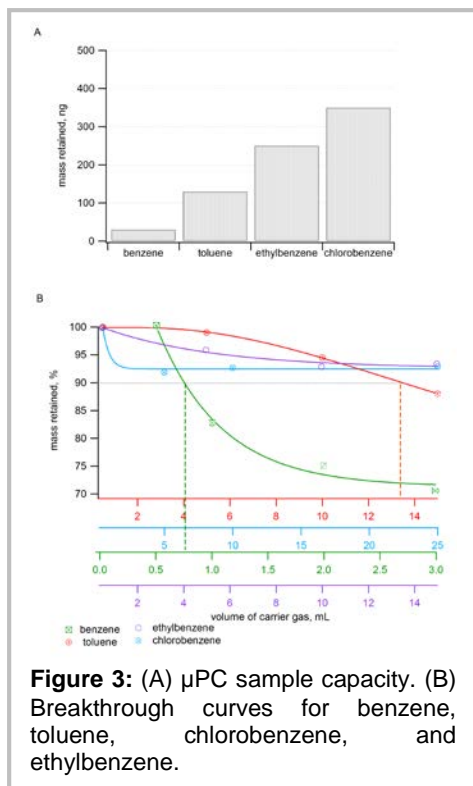 A
500
400
300
200
100
0
mass retained, ng
benzene toluene ethylbenzene chlorobenzene
B
100
95
90
85
80
75
70
mass retained, %
2 4 6 8 10 12 14
5 10 15 20 25
0.0 0.5 1.0 1.5 2.0 2.5 3.0
2 4 6 8 10 12 14
volume of carrier gas, mL
benzene ethylbenzene
toluene chlorobenzene
Figure 3: (A) µPC sample capacity. (B)
Breakthrough curves for benzene,
toluene, chlorobenzene, and
ethylbenzene.